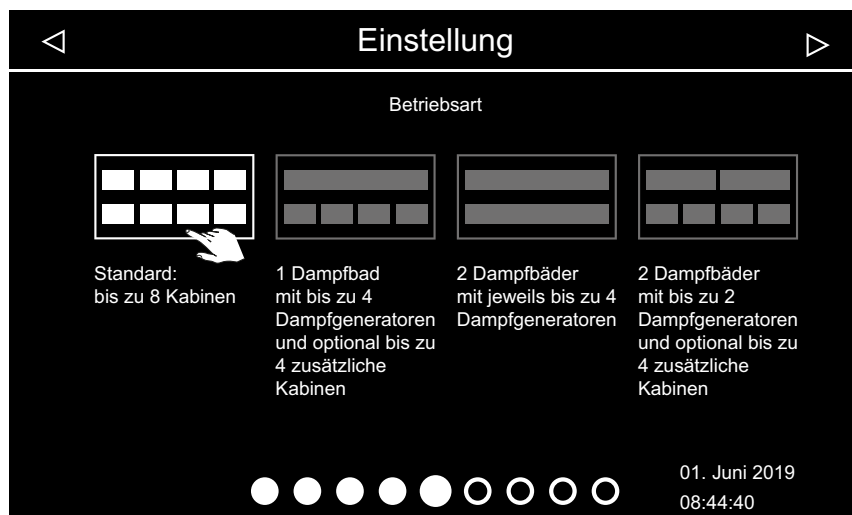 Einstellung
Betriebsart
Standard:
bis zu 8 Kabinen
1 Dampfbad
mit bis zu 4
Dampfgeneratoren
und optional bis zu
4 zusätzliche
Kabinen
2 Dampfbäder
mit jeweils bis zu 4
Dampfgeneratoren
2 Dampfbäder
mit bis zu 2
Dampfgeneratoren
und optional bis zu
4 zusätzliche
Kabinen
01. Juni 2019
08:44:40